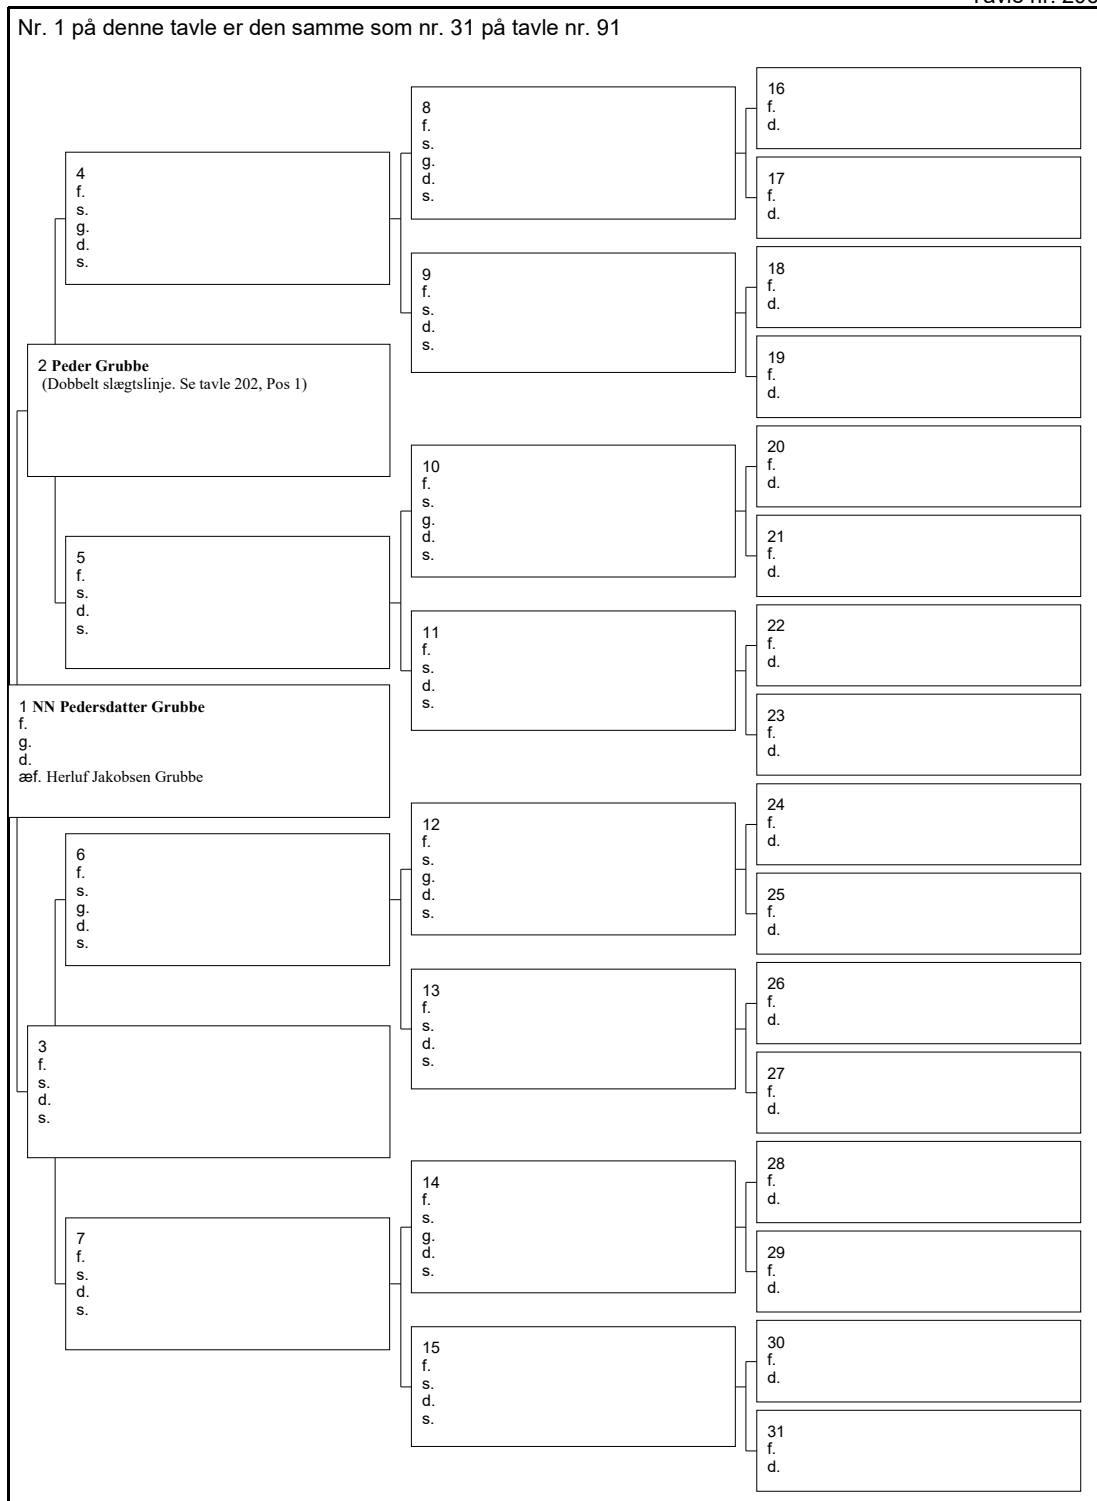 Nr. 1 på denne tavle er den samme som nr. 31 på tavle nr. 91
16
f.
d.
8
f.
s.
g.
d.
s.
17
f.
d.
4
f.
s.
g.
d.
s.
18
f.
d.
9
f.
s.
d.
s.
19
f.
d.
2 Peder Grubbe
(Dobbelt slægtslinje. Se tavle 202, Pos 1)
20
f.
d.
10
f.
s.
g.
d.
s.
21
f.
d.
5
f.
s.
d.
s.
22
f.
d.
11
f.
s.
d.
s.
23
f.
d.
1 NN Pedersdatter Grubbe
f.
g.
d.
æf. Herluf Jakobsen Grubbe
24
f.
d.
12
f.
s.
g.
d.
s.
25
f.
d.
6
f.
s.
g.
d.
s.
26
f.
d.
13
f.
s.
d.
s.
27
f.
d.
3
f.
s.
d.
s.
28
f.
d.
14
f.
s.
g.
d.
s.
29
f.
d.
7
f.
s.
d.
s.
30
f.
d.
15
f.
s.
d.
s.
31
f.
d.